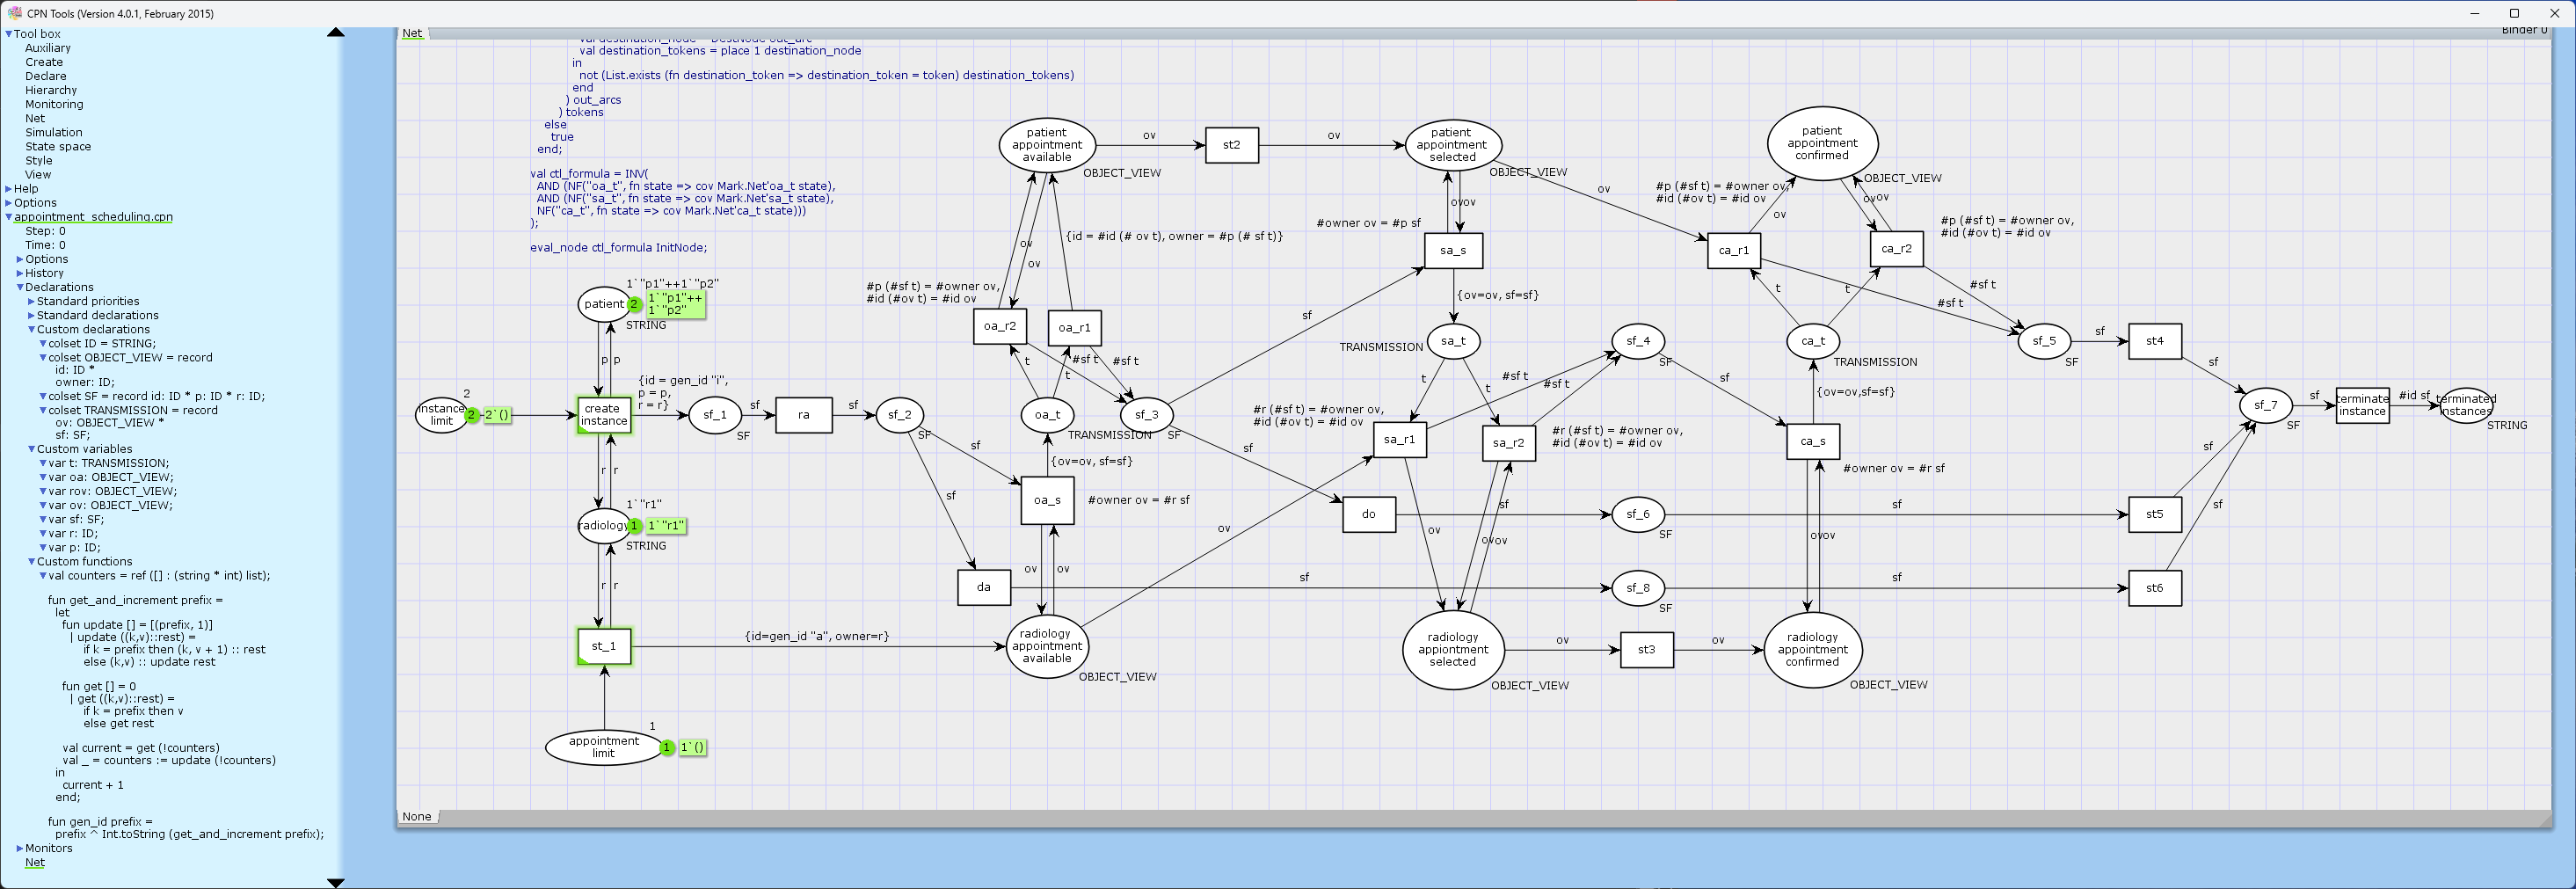 CPN Tools (Version 4.0.1, February 2015)
Tool box
Auxiliary
Create
Declare
Hierarchy
Monitoring
Net
Simulation
State space
Style
View
Help
Options
appointment_scheduling.cpn
Step: 0
Time: 0
Options
History
Declarations
Standard priorities
Standard declarations
Custom declarations
colset ID = STRING;
colset OBJECT_VIEW = record
id: ID *
owner: ID;
colset SF = record id: ID * p: ID * r: ID;
colset TRANSMISSION = record
ov: OBJECT_VIEW *
sf: SF;
Custom variables
var t: TRANSMISSION;
var oa: OBJECT_VIEW;
var rov: OBJECT_VIEW;
var ov: OBJECT_VIEW;
var sf: SF;
var r: ID;
var p: ID;
Custom functions
val counters = ref ([] : (string * int) list);
fun get_and_increment prefix =
let
fun update [] = [(prefix, 1)]
| update ((k,v)::rest) =
if k = prefix then (k, v + 1) :: rest
else (k,v) :: update rest
fun get [] = 0
| get ((k,v)::rest) =
if k = prefix then v
else get rest
val current = get (!counters)
val _ = counters := update (!counters)
in
current + 1
end;
fun gen_id prefix =
prefix ^ Int.toString (get_and_increment prefix);
Monitors
Net
Net
Binder 0
val destination_node = DestNode out_arc
val destination_tokens = place 1 destination_node
in
not (List.exists (fn destination_token => destination_token = token) destination_tokens)
end
) out_arcs
) tokens
else
true
end;
val ctl_formula = INV(
AND (NF("oa_t", fn state => cov Mark.Net'oa_t state),
AND (NF("sa_t", fn state => cov Mark.Net'sa_t state),
NF("ca_t", fn state => cov Mark.Net'ca_t state)))
);
eval_node ctl_formula InitNode;
1`"p1"++1`"p2"
patient
2
1`"p1"++
1`"p2"
STRING
p
p
{id = gen_id "i",
p = p,
r = r}
2
instance
limit
2
2`()
create
instance
sf_1
SF
sf
ra
sf
sf_2
SF
r
r
1`"r1"
radiology
1
1`"r1"
STRING
r
r
st_1
{id=gen_id "a", owner=r}
1
appointment
limit
1
1`()
patient
appointment
available
OBJECT_VIEW
ov
st2
ov
patient
appointment
selected
OBJECT_VIEW
ov
ov
{id = #id (# ov t), owner = #p (# sf t)}
#p (#sf t) = #owner ov,
#id (#ov t) = #id ov
oa_r2
oa_r1
t
t
#sf t
#sf t
oa_t
TRANSMISSION
sf_3
SF
{ov=ov, sf=sf}
sf
sf
oa_s
#owner ov = #r sf
da
ov
ov
radiology
appointment
available
OBJECT_VIEW
sf
sf
ov
sf
#owner ov = #p sf
ov
ov
sa_s
{ov=ov, sf=sf}
TRANSMISSION
sa_t
t
t
#sf t
#sf t
#r (#sf t) = #owner ov,
#id (#ov t) = #id ov
sa_r1
sa_r2
#r (#sf t) = #owner ov,
#id (#ov t) = #id ov
do
sf
ov
ov
ov
sf_4
SF
sf
sf_6
SF
sf
sf_8
SF
sf
radiology
appiontment
selected
OBJECT_VIEW
ov
st3
ov
radiology
appointment
confirmed
OBJECT_VIEW
ov
patient
appointment
confirmed
OBJECT_VIEW
#p (#sf t) = #owner ov,
#id (#ov t) = #id ov
ov
ov
ov
#p (#sf t) = #owner ov,
#id (#ov t) = #id ov
ca_r1
ca_r2
t
t
#sf t
#sf t
ca_t
TRANSMISSION
{ov=ov,sf=sf}
ca_s
#owner ov = #r sf
ov
ov
sf_5
SF
sf
st4
sf
st5
sf
st6
sf
sf_7
SF
sf
terminate
instance
#id sf
terminated
instances
STRING
None